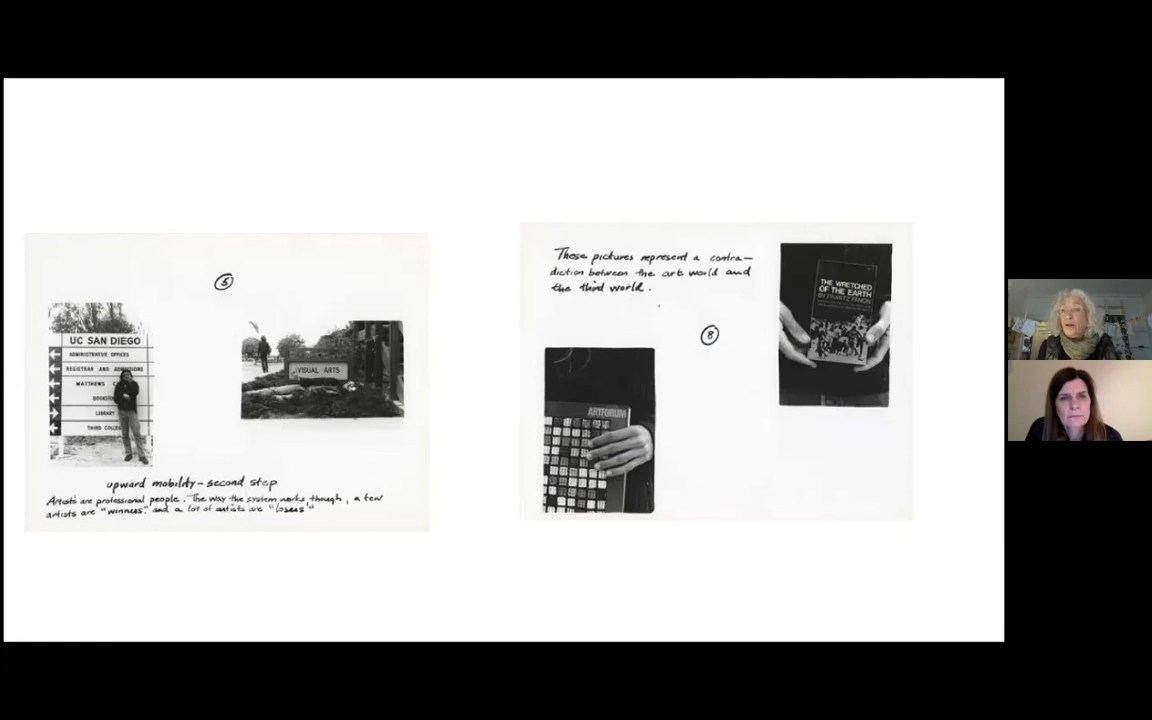 5
UC SAN DIEGO
ADMINISTRATIVE OFFICES
REGISTRAR AND ADMISSIONS
MATTHEWS
LIBRARY
THIRD
VISUAL ARTS
upward mobility – second step
Artists are professional people. The way the system works though, a few
artists are "winners" and a lot of artists are "losers"
These pictures represent a contra–
diction between the art world and
the third world.
8
THE WRETCHED
OF THE EARTH
BY FRANTZ FANON
ARTFORUM